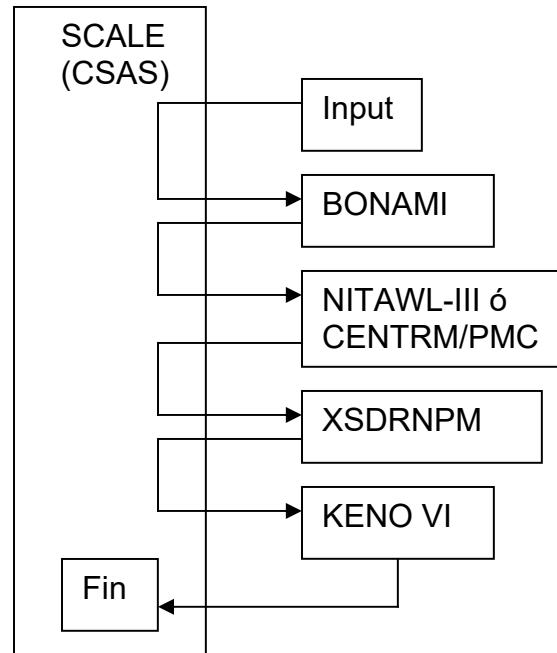 SCALE
(CSAS)
Input
BONAMI
NITAWL-III ó
CENTRM/PMC
XSDRNPM
KENO VI
Fin